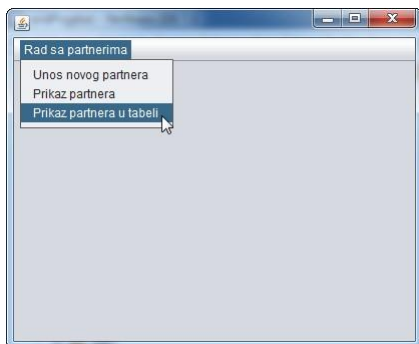 Rad sa partnerima
Unos novog partnera
Prikaz partnera
Prikaz partnera u tabeli